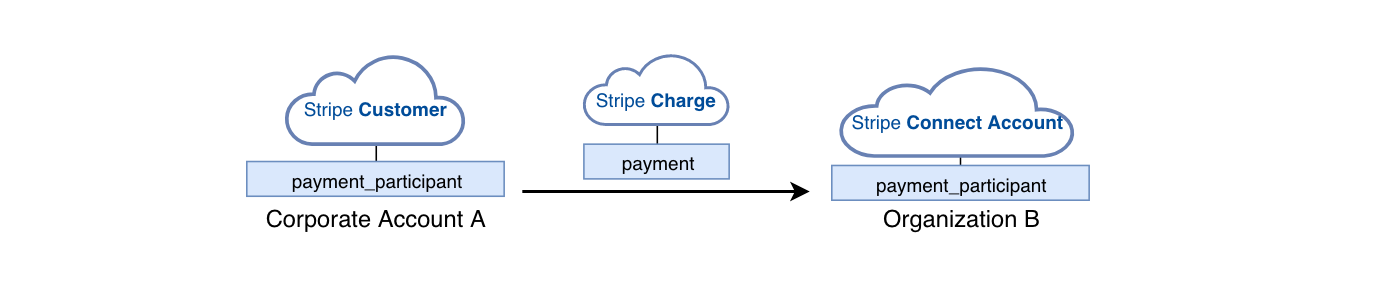 Stripe Customer
payment_participant
Corporate Account A
Stripe Charge
payment
Stripe Connect Account
payment_participant
Organization B